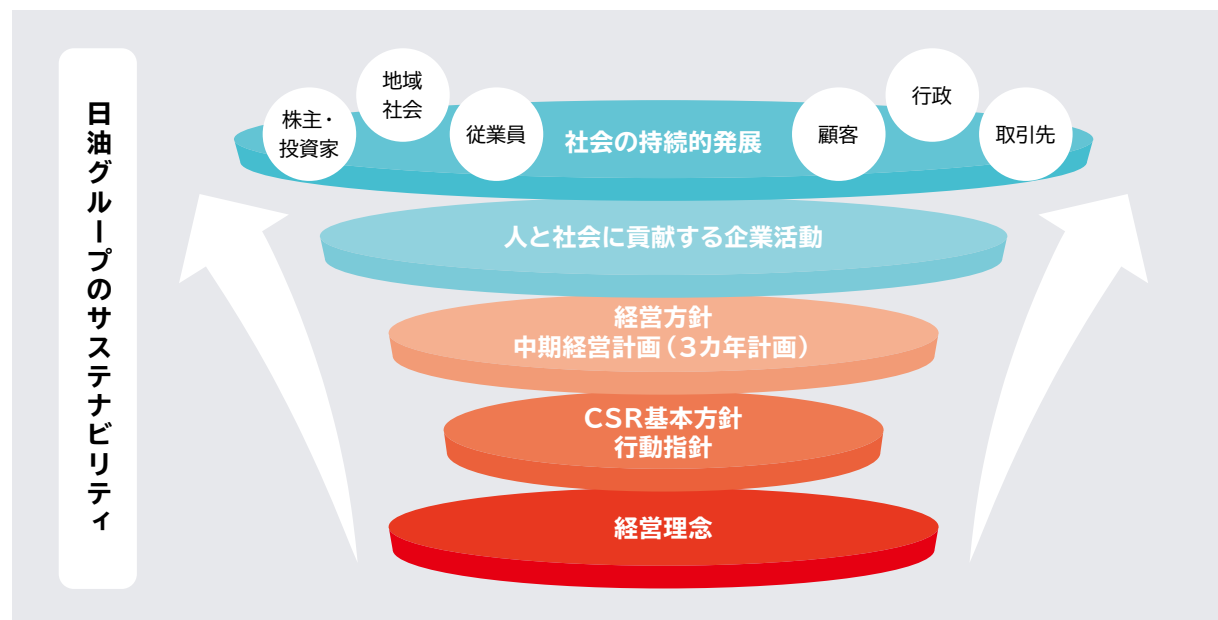 日油グループのサステナビリティ
株主・
投資家
地域
社会
従業員
社会の持続的発展
顧客
行政
取引先
人と社会に貢献する企業活動
経営方針
中期経営計画（3カ年計画）
CSR基本方針
行動指針
経営理念